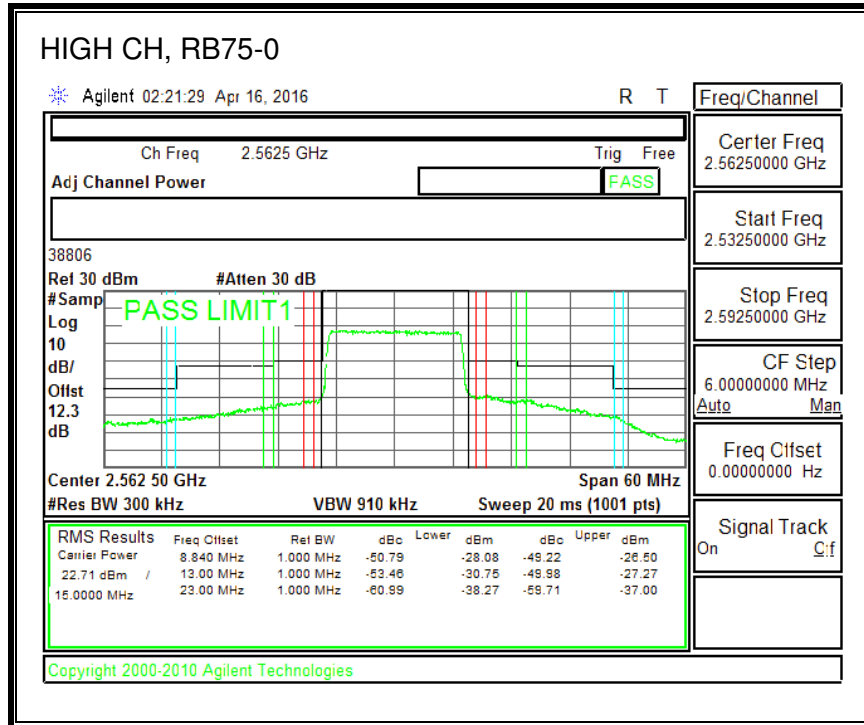 HIGH CH, RB75-0
Agilent 02:21:29 Apr 16, 2016 R T
Freq/Channel
Ch Freq 2.5625 GHz Trig Free
Adj Channel Power PASS
Center Freq
2.56250000 GHz
Start Freq
2.53250000 GHz
38806
Ref 30 dBm #Atten 30 dB
#Samp
Log
10
dB/
Offst
12.3
dB
PASS LIMIT1
Stop Freq
2.59250000 GHz
CF Step
6.00000000 MHz
Auto Man
Freq Offset
0.00000000 Hz
Center 2.562 50 GHz Span 60 MHz
#Res BW 300 kHz VBW 910 kHz Sweep 20 ms (1001 pts)
Signal Track
On Off
RMS Results Freq Offset Ref BW dBc Lower dBm dBc Upper dBm
Carrier Power 8.840 MHz 1.000 MHz -50.79 -28.08 -49.22 -26.50
22.71 dBm / 13.00 MHz 1.000 MHz -53.46 -30.75 -49.98 -27.27
15.0000 MHz 23.00 MHz 1.000 MHz -60.99 -38.27 -59.71 -37.00
Copyright 2000-2010 Agilent Technologies